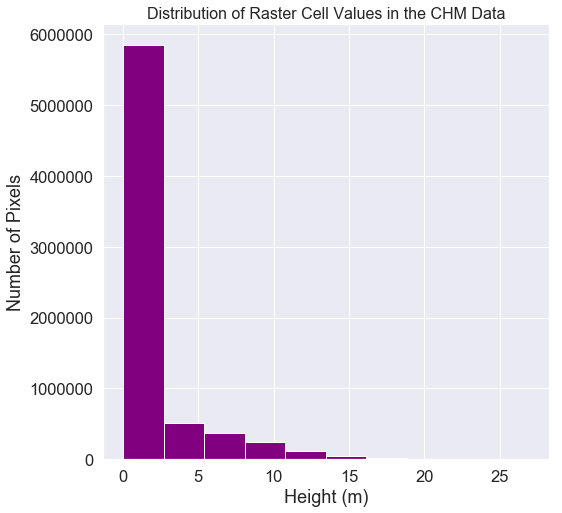 Distribution of Raster Cell Values in the CHM Data
6000000
5000000
4000000
3000000
2000000
1000000
0
Number of Pixels
0 5 10 15 20 25
Height (m)